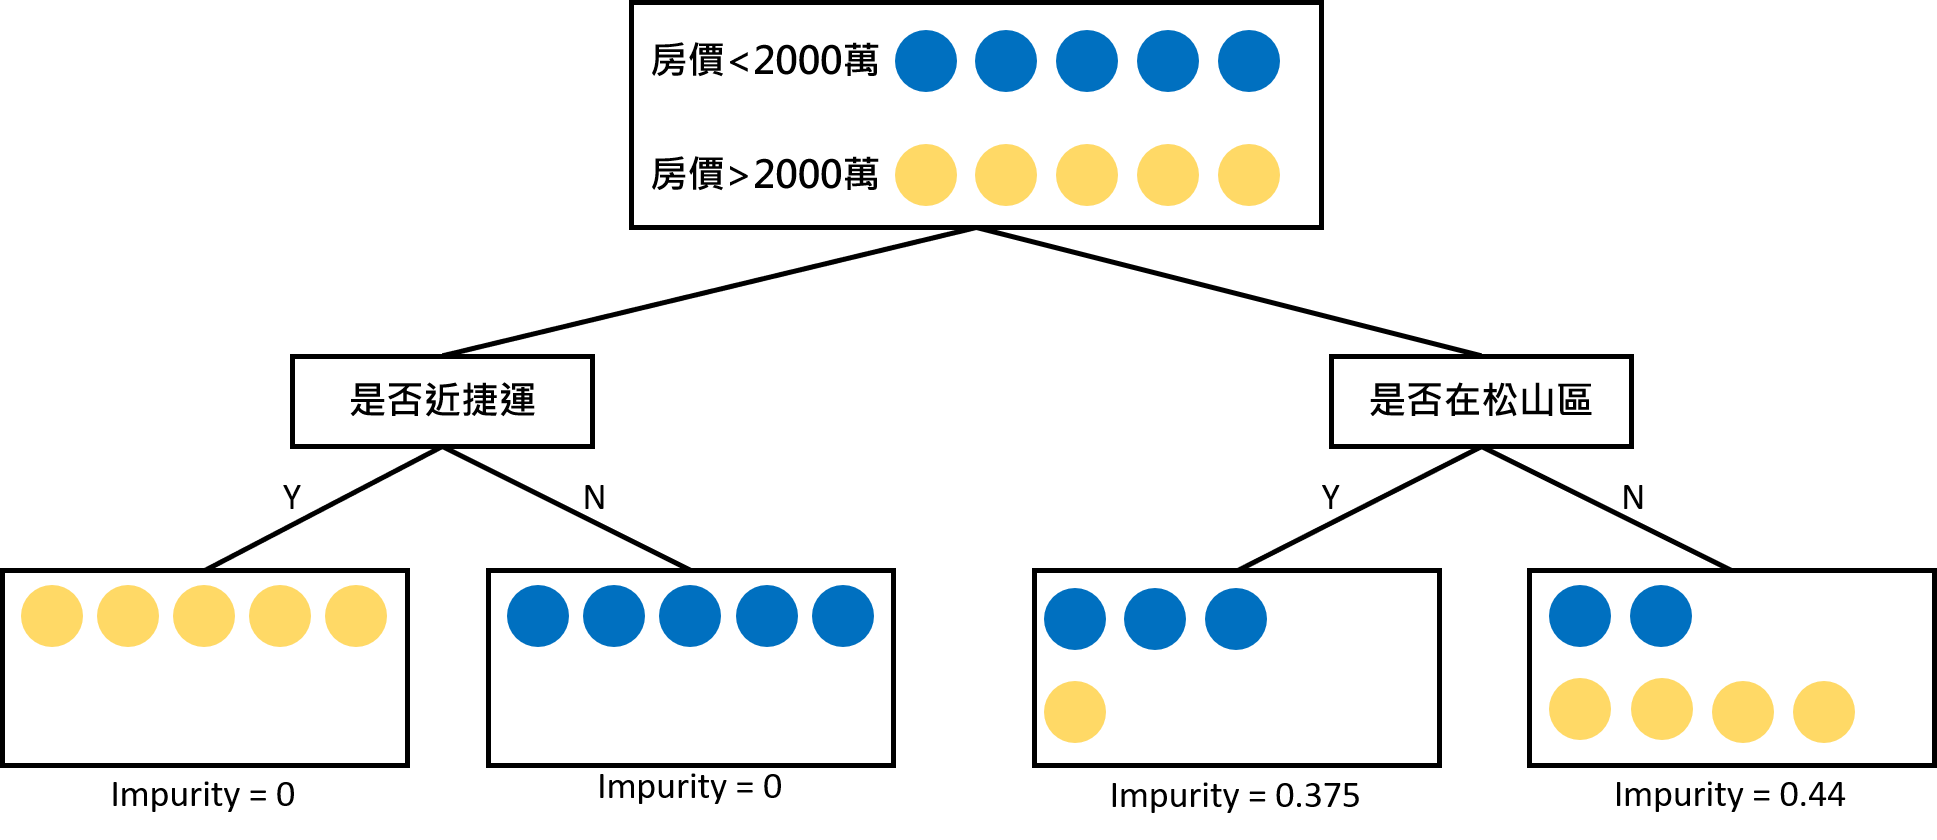 房價<2000萬
房價>2000萬
是否近捷運
是否在松山區
Y
N
Y
N
Impurity = 0
Impurity = 0
Impurity = 0.375
Impurity = 0.44